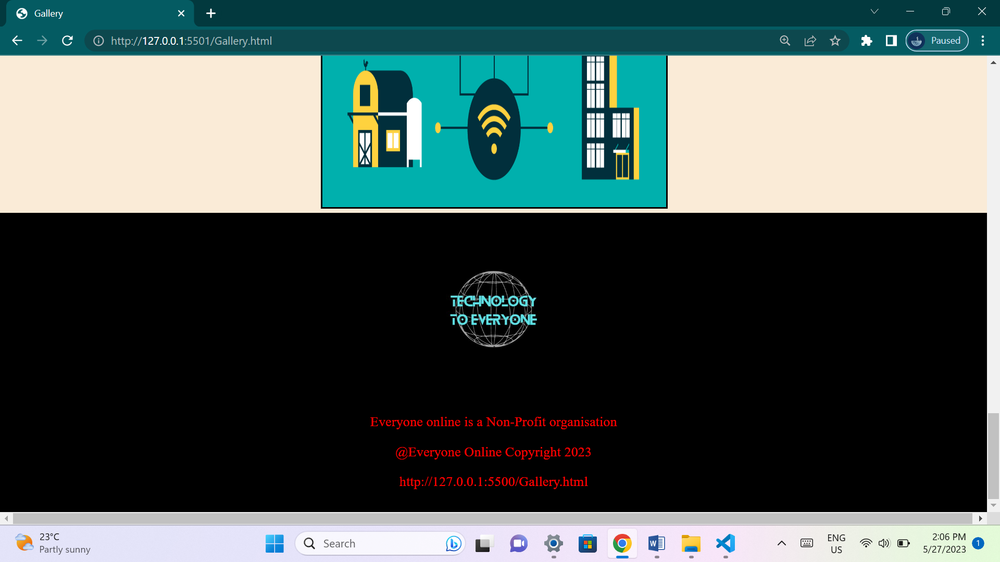 Gallery
http://127.0.0.1:5501/Gallery.html
Paused
TECHNOLOGY
TO EVERYONE
Everyone online is a Non-Profit organisation
@Everyone Online Copyright 2023
http://127.0.0.1:5500/Gallery.html
23°C
Partly sunny
Search
ENG
US
2:06 PM
5/27/2023
1